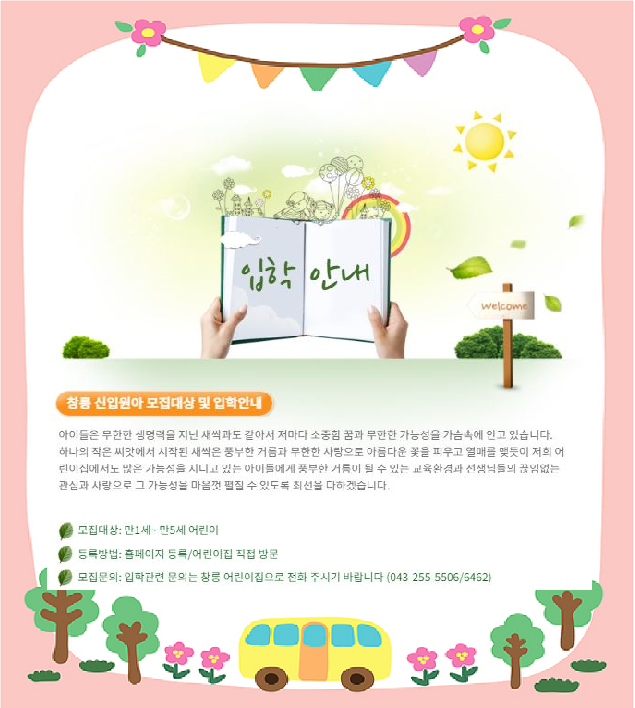 입학 안내
welcome
창릉 신입원아 모집대상 및 입학안내
아이들은 무한한 생명력을 지닌 새싹과도 같아서 저마다 소중힘 꿈과 무한한 가능성을 가슴속에 안고 있습니다.
하나의 작은 씨앗에서 시작된 새싹은 풍부한 거름과 무한한 사랑으로 아름다운 꽃을 피우고 열매를 맺듯이 저희 어
린이집에서도 많은 가능성을 지니고 있는 아이들에게 풍부한 거름이 될 수 있는 교육환경과 선생님들의 끊임없는
관심과 사랑으로 그 가능성을 마음껏 펼칠 수 있도록 최선을 다하겠습니다.
모집대상: 만1세 - 만5세 어린이
등록방법: 홈페이지 등록/어린이집 직접 방문
모집문의: 입학관련 문의는 창릉 어린이집으로 전화 주시기 바랍니다 (043-255-5506/6462)